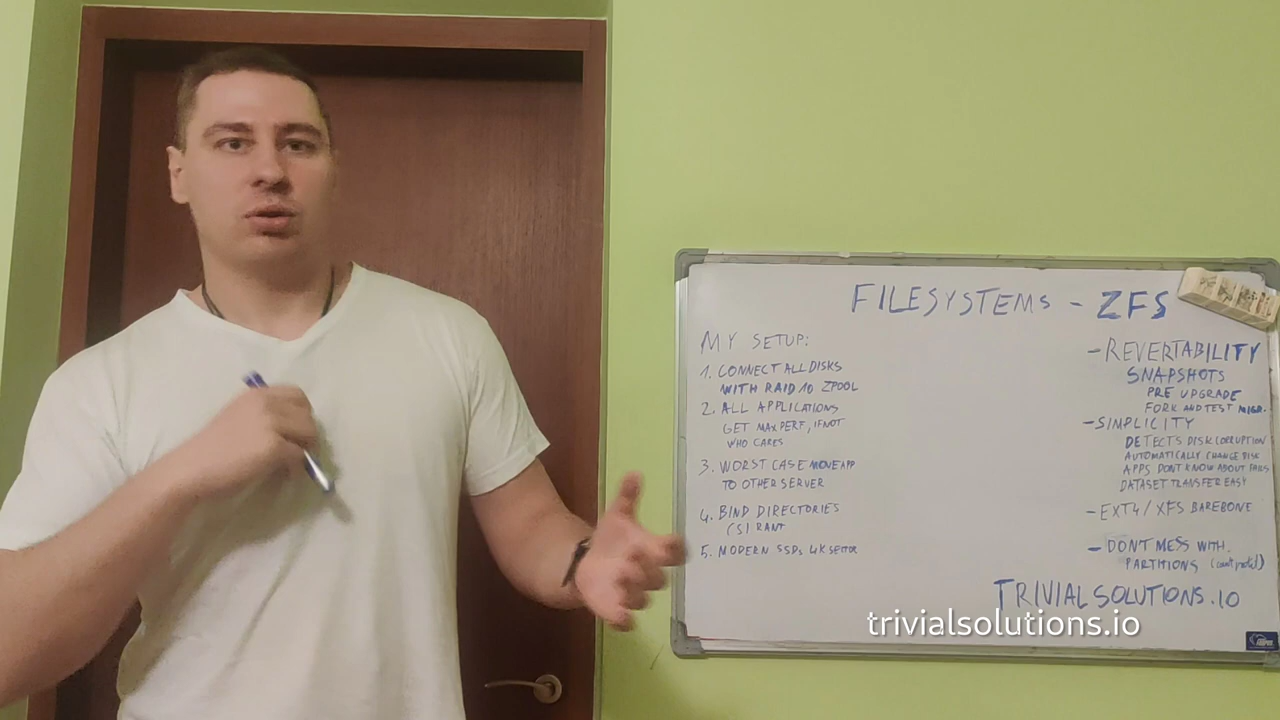 FILESYSTEMS - ZFS
MY SETUP:
1. CONNECT ALL DISKS
WITH RAID 10 ZPOOL
2. ALL APPLICATIONS
GET MAX PERF, IF NOT
WHO CARES
3. WORST CASE MOVE APP
TO OTHER SERVER
4. BIND DIRECTORIES
(S) RANT
5. MODERN SSDs 4K SECTOR
- REVERTABILITY
SNAPSHOTS
PRE UPGRADE
FORK AND TEST MIGR.
- SIMPLICITY
DETECTS DISK CORRUPTION
AUTOMATICALLY CHANGE DISK
APPS DONT KNOW ABOUT FAILS
DATASET TRANSFER EASY
- EXT4 / XFS BAREBONE
- DON'T MESS WITH.
PARTITIONS
TRIVIALSOLUTIONS.IO
trivialsolutions.io